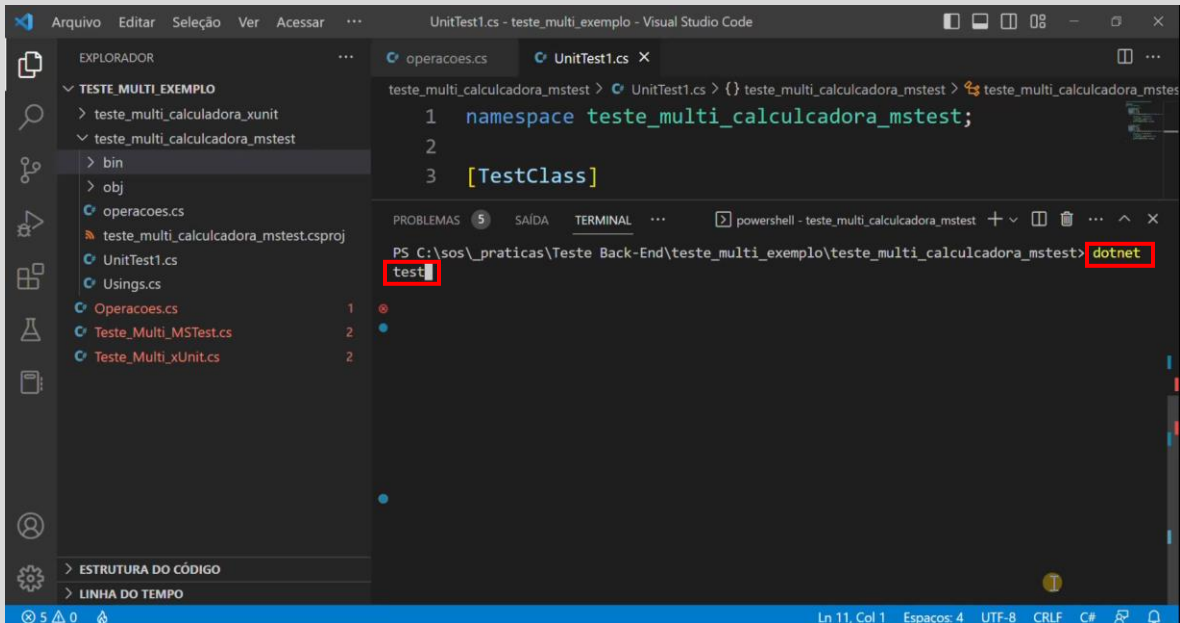 Arquivo Editar Seleção Ver Acessar ··· UnitTest1.cs - teste_multi_exemplo - Visual Studio Code
EXPLORADOR ···
TESTE_MULTI_EXEMPLO
teste_multi_calculadora_xunit
teste_multi_calculcadora_mstest
bin
obj
operacoes.cs
teste_multi_calculcadora_mstest.csproj
UnitTest1.cs
Usings.cs
Operacoes.cs 1
Teste_Multi_MSTest.cs 2
Teste_Multi_xUnit.cs 2
ESTRUTURA DO CÓDIGO
LINHA DO TEMPO
operacoes.cs UnitTest1.cs
teste_multi_calculcadora_mstest > UnitTest1.cs > {} teste_multi_calculcadora_mstest > teste_multi_calculcadora_mstes
1 namespace teste_multi_calculcadora_mstest;
2
3 [TestClass]
PROBLEMAS 5 SAÍDA TERMINAL ··· powershell - teste_multi_calculcadora_mstest
PS C:\sos\_praticas\Teste Back-End\teste_multi_exemplo\teste_multi_calculcadora_mstest> dotnet
test
5 0 Ln 11, Col 1 Espaços: 4 UTF-8 CRLF C#